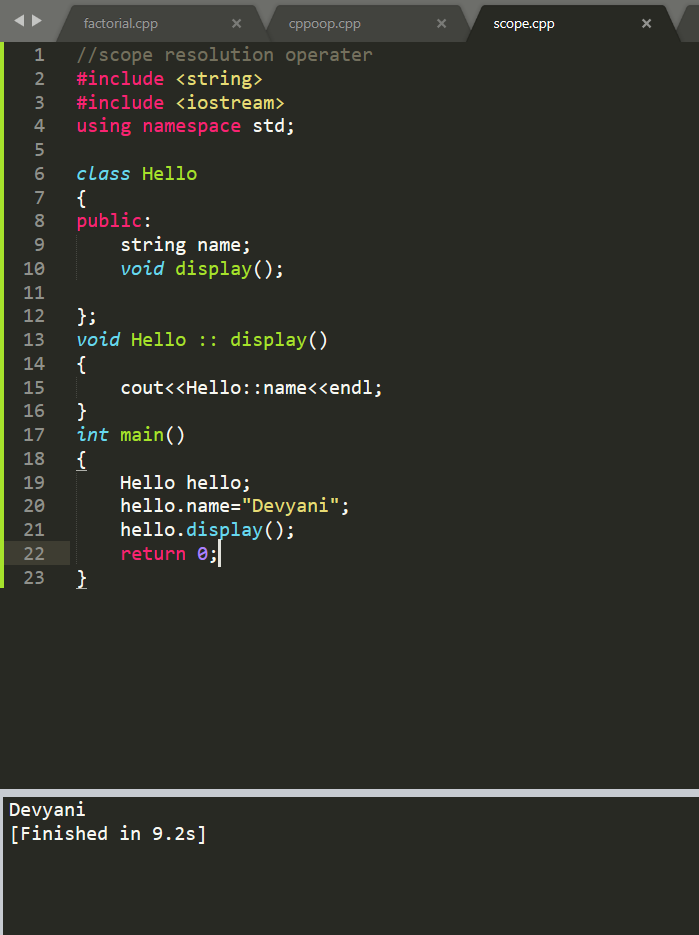 factorial.cpp × cppoop.cpp × scope.cpp ×
1 //scope resolution operater
2 #include <string>
3 #include <iostream>
4 using namespace std;
5
6 class Hello
7 {
8 public:
9     string name;
10     void display();
11
12 };
13 void Hello :: display()
14 {
15     cout<<Hello::name<<endl;
16 }
17 int main()
18 {
19     Hello hello;
20     hello.name="Devyani";
21     hello.display();
22     return 0;
23 }
Devyani
[Finished in 9.2s]